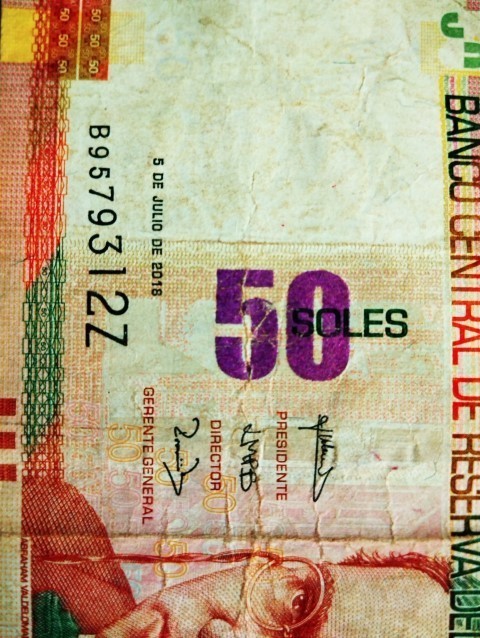 BANCO CENTRAL DE RESERVA DEL
50
SOLES
PRESIDENTE
DIRECTOR
GERENTE GENERAL
5 DE JULIO DE 2018
B9579312Z
50 50 50
50 50 50
ABRAHAM VALDELOMAR